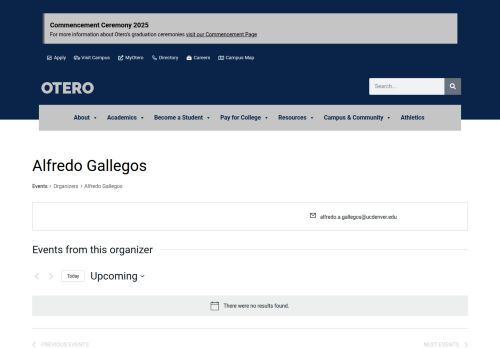 Commencement Ceremony 2025
For more information about Otero's graduation ceremonies visit our Commencement Page
Apply Visit Campus MyOtero Directory Careers Campus Map
OTERO
Search...
About Academics Become a Student Pay for College Resources Campus & Community Athletics
Alfredo Gallegos
Events › Organizers › Alfredo Gallegos
alfredo.a.gallegos@ucdenver.edu
Events from this organizer
Today Upcoming
There were no results found.
PREVIOUS EVENTS NEXT EVENTS